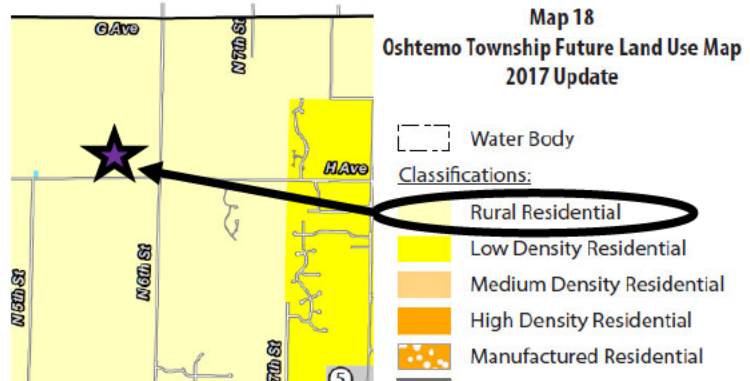 Map 18
Oshtemo Township Future Land Use Map
2017 Update
G Ave
N 7th St
Water Body
Classifications:
H Ave
Rural Residential
Low Density Residential
N 5th St
N 6th St
Medium Density Residential
High Density Residential
7th St
Manufactured Residential
5